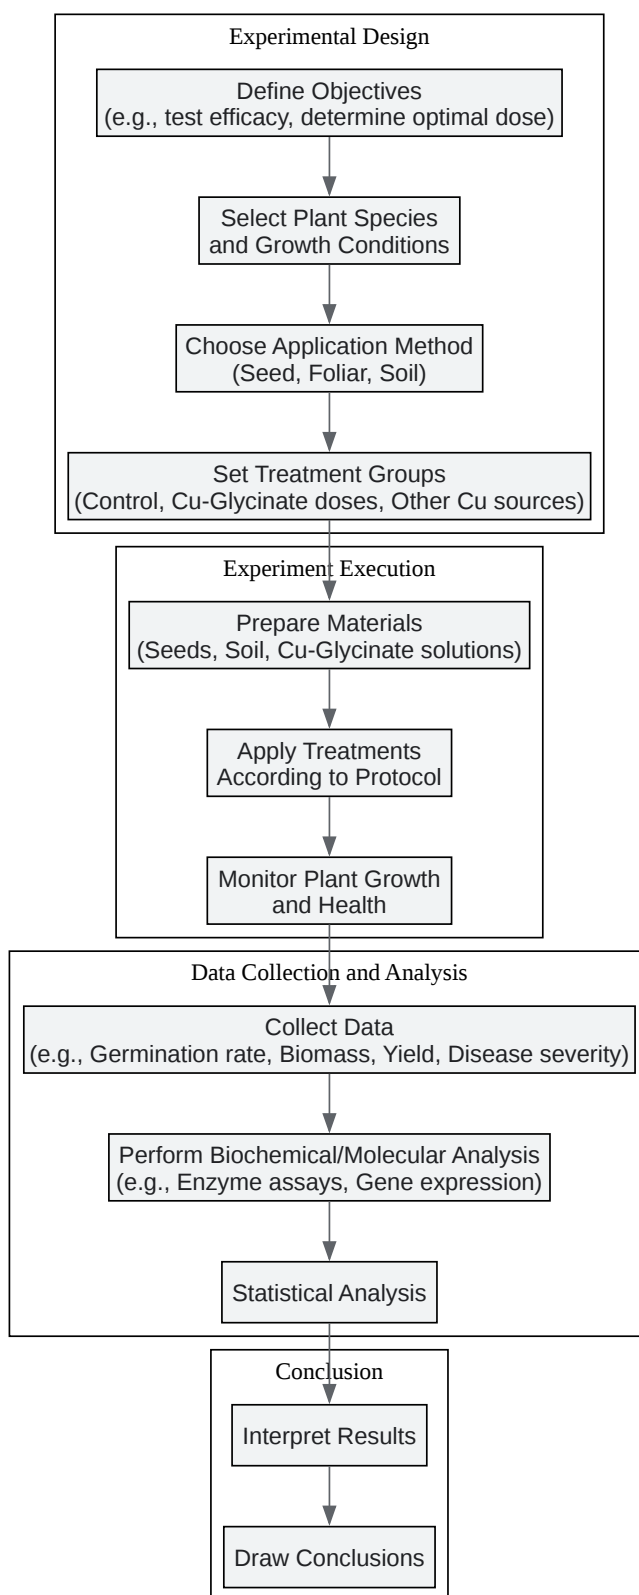 Experimental Design
Define Objectives
(e.g., test efficacy, determine optimal dose)
Select Plant Species
and Growth Conditions
Choose Application Method
(Seed, Foliar, Soil)
Set Treatment Groups
(Control, Cu-Glycinate doses, Other Cu sources)
Experiment Execution
Prepare Materials
(Seeds, Soil, Cu-Glycinate solutions)
Apply Treatments
According to Protocol
Monitor Plant Growth
and Health
Data Collection and Analysis
Collect Data
(e.g., Germination rate, Biomass, Yield, Disease severity)
Perform Biochemical/Molecular Analysis
(e.g., Enzyme assays, Gene expression)
Statistical Analysis
Conclusion
Interpret Results
Draw Conclusions